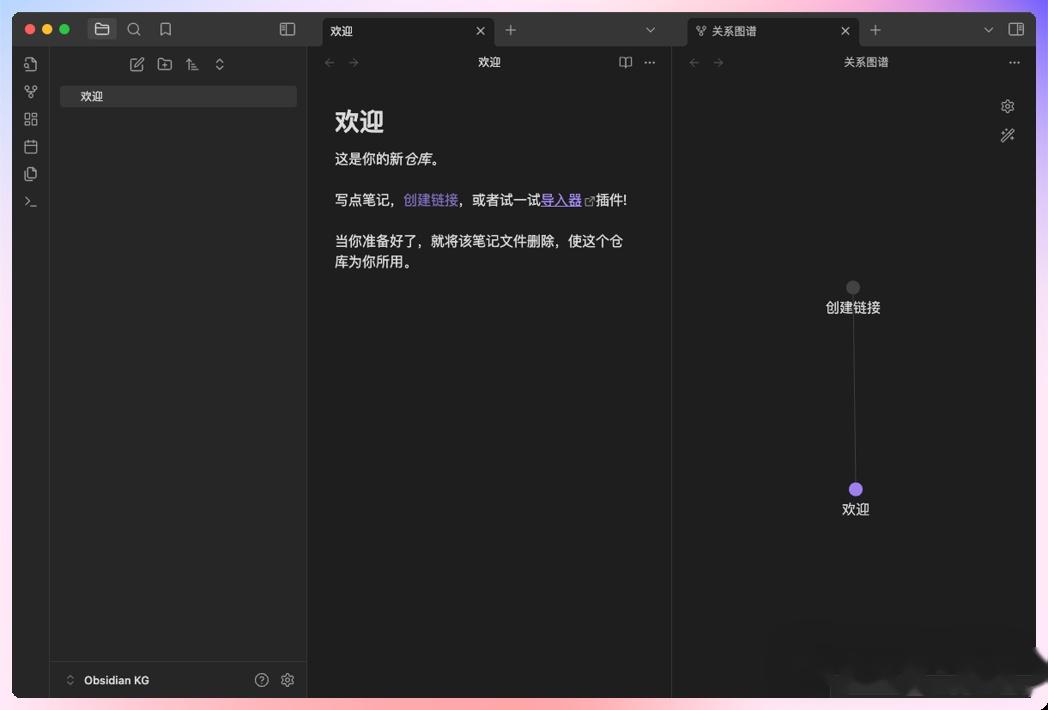 欢迎
关系图谱
欢迎
关系图谱
欢迎
欢迎
这是你的新仓库。
写点笔记，创建链接，或者试一试导入器插件!
当你准备好了，就将该笔记文件删除，使这个仓
库为你所用。
创建链接
欢迎
Obsidian KG